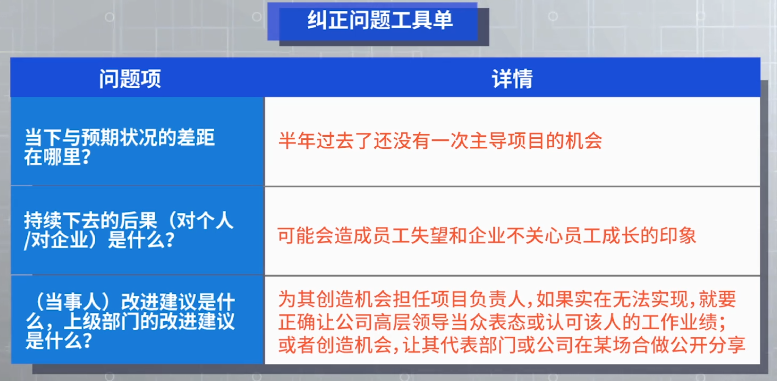 纠正问题工具单
问题项
详情
当下与预期状况的差距
在哪里?
半年过去了还没有一次主导项目的机会
持续下去的后果（对个人
/对企业）是什么?
可能会造成员工失望和企业不关心员工成长的印象
（当事人）改进建议是什
么，上级部门的改进建议
是什么?
为其创造机会担任项目负责人,如果实在无法实现,就要
正确让公司高层领导当众表态或认可该人的工作业绩；
或者创造机会,让其代表部门或公司在某场合做公开分享